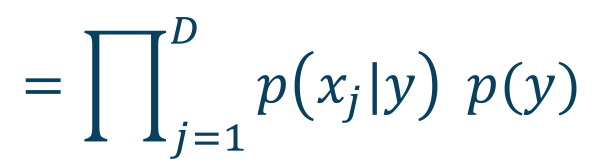 = ∏_{j=1}^{D} p(x_j|y) p(y)